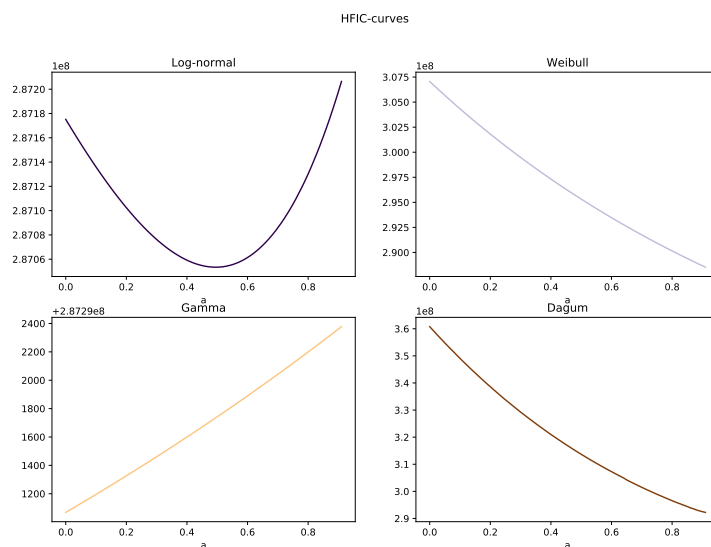 HFIC-curves
Log-normal
1e8
2.8720
2.8718
2.8716
2.8714
2.8712
2.8710
2.8708
2.8706
0.0 0.2 0.4 0.6 0.8
a
Weibull
1e8
3.075
3.050
3.025
3.000
2.975
2.950
2.925
2.900
0.0 0.2 0.4 0.6 0.8
a
Gamma
+2.8729e8
2400
2200
2000
1800
1600
1400
1200
0.0 0.2 0.4 0.6 0.8
a
Dagum
1e8
3.6
3.5
3.4
3.3
3.2
3.1
3.0
2.9
0.0 0.2 0.4 0.6 0.8
a